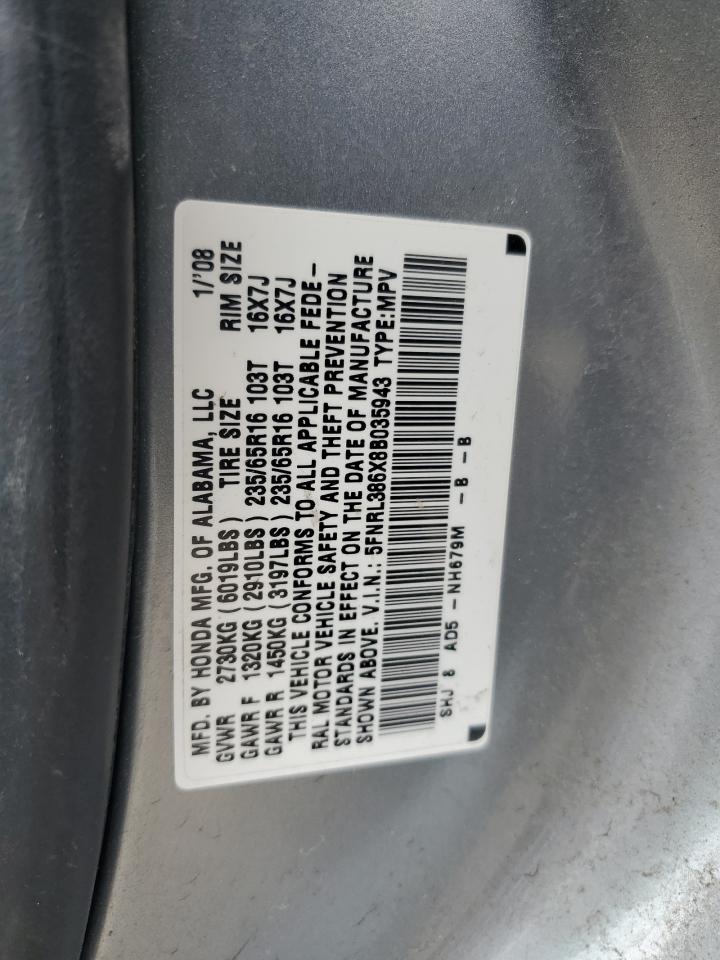 MFD. BY HONDA MFG. OF ALABAMA, LLC 1/'08
GVWR 2730KG (6019LBS) TIRE SIZE RIM SIZE
GAWR F 1320KG (2910LBS) 235/65R16 103T 16X7J
GAWR R 1450KG (3197LBS) 235/65R16 103T 16X7J
THIS VEHICLE CONFORMS TO ALL APPLICABLE FEDE-
RAL MOTOR VEHICLE SAFETY AND THEFT PREVENTION
STANDARDS IN EFFECT ON THE DATE OF MANUFACTURE
SHOWN ABOVE. V.I.N.: 5FNRL386X8B035943 TYPE:MPV
SHJ 8 AD5 -NH679M -B -B